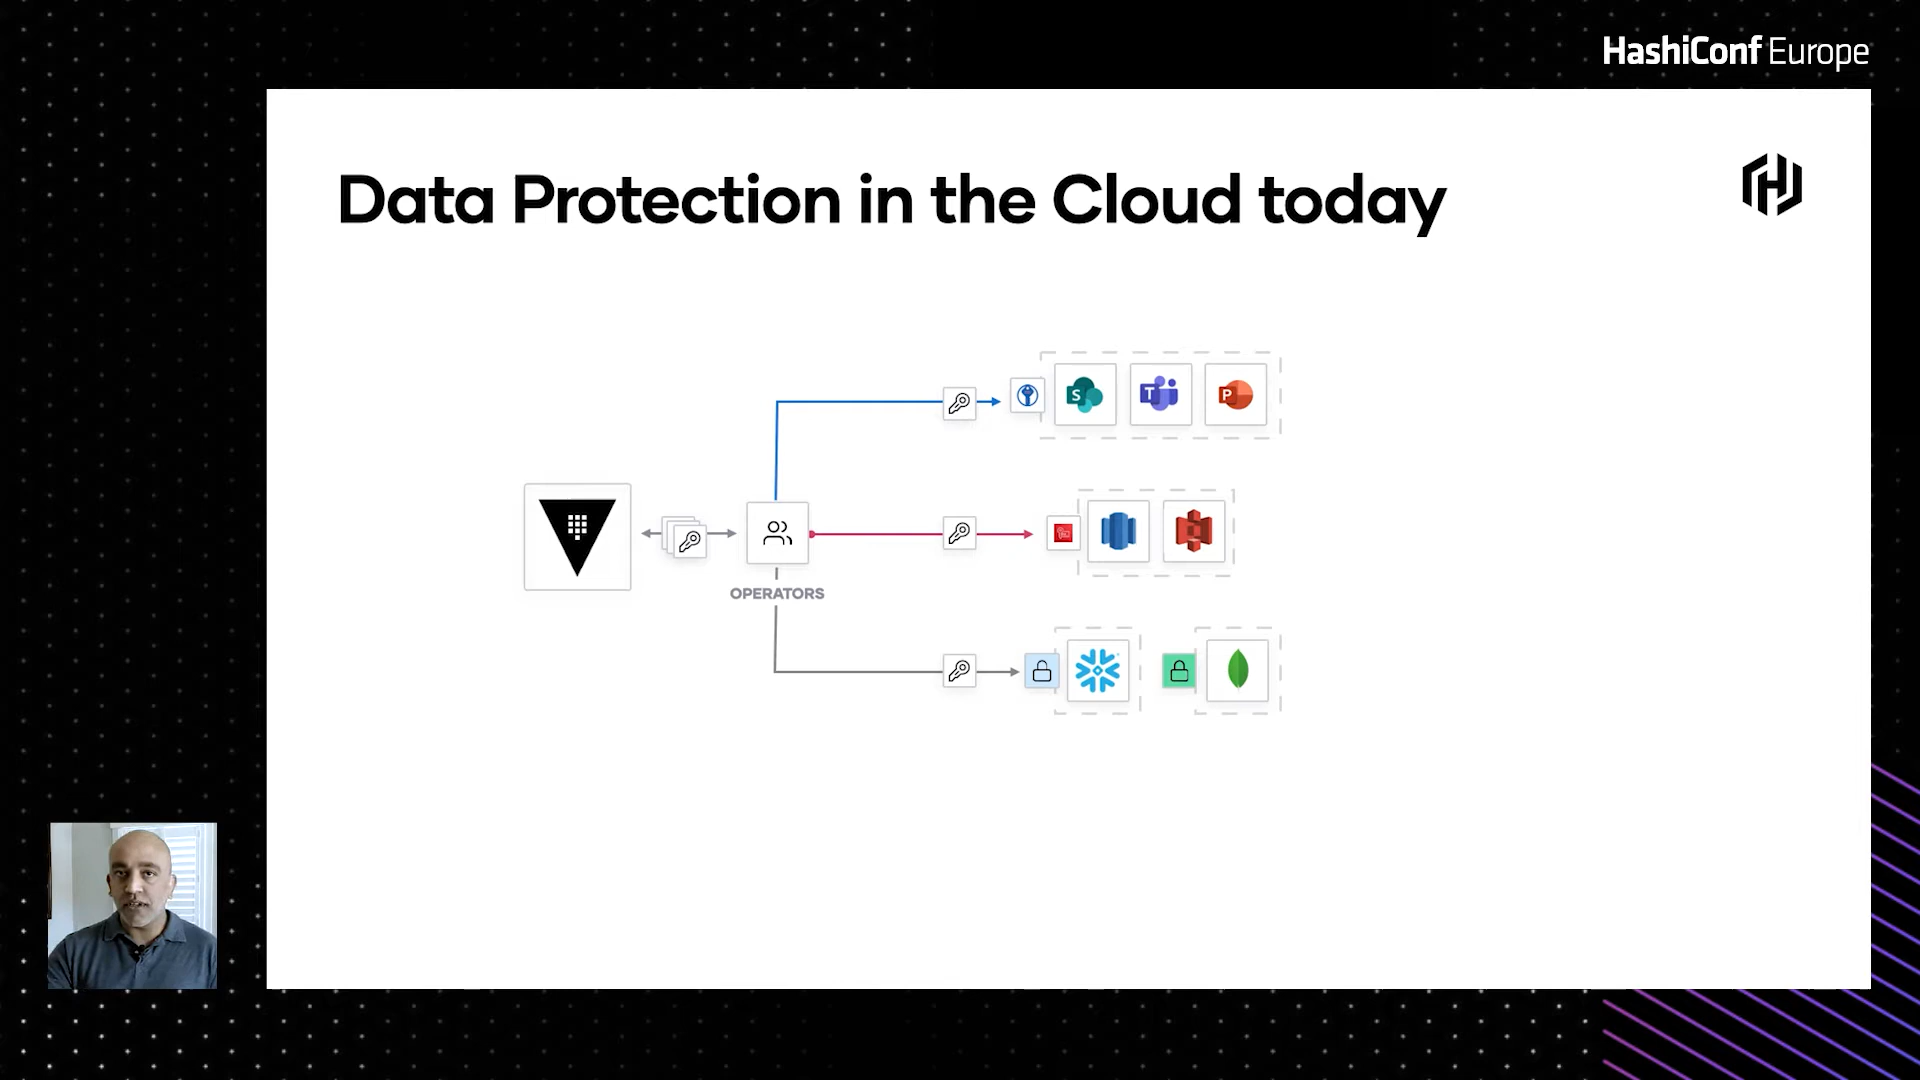 HashiConf Europe
Data Protection in the Cloud today
S
T
P
OPERATORS